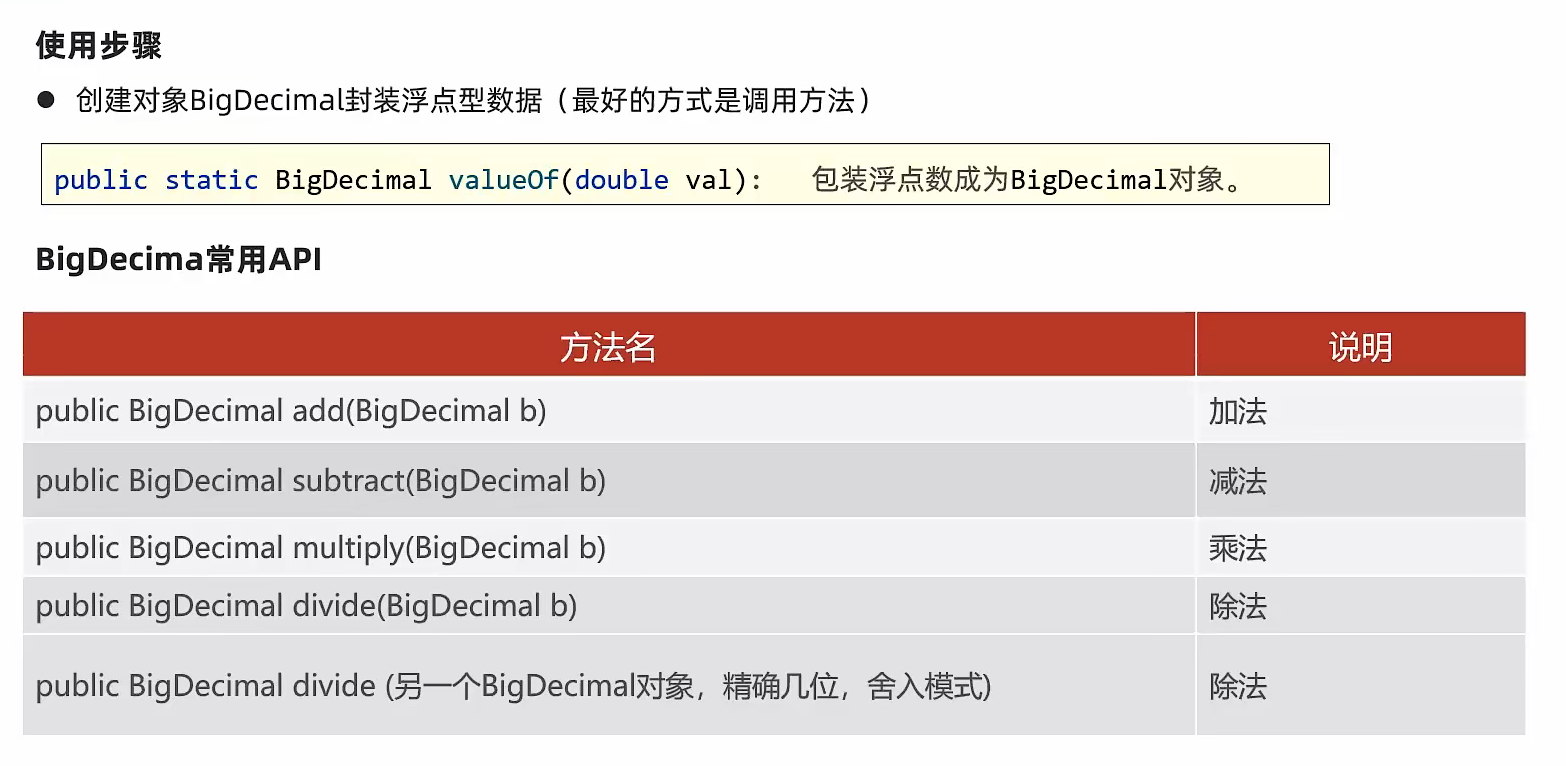 使用步骤
● 创建对象BigDecimal封装浮点型数据（最好的方式是调用方法）
public static BigDecimal valueOf(double val): 包装浮点数成为BigDecimal对象。
BigDecima常用API
方法名 说明
public BigDecimal add(BigDecimal b) 加法
public BigDecimal subtract(BigDecimal b) 减法
public BigDecimal multiply(BigDecimal b) 乘法
public BigDecimal divide(BigDecimal b) 除法
public BigDecimal divide (另一个BigDecimal对象，精确几位，舍入模式) 除法